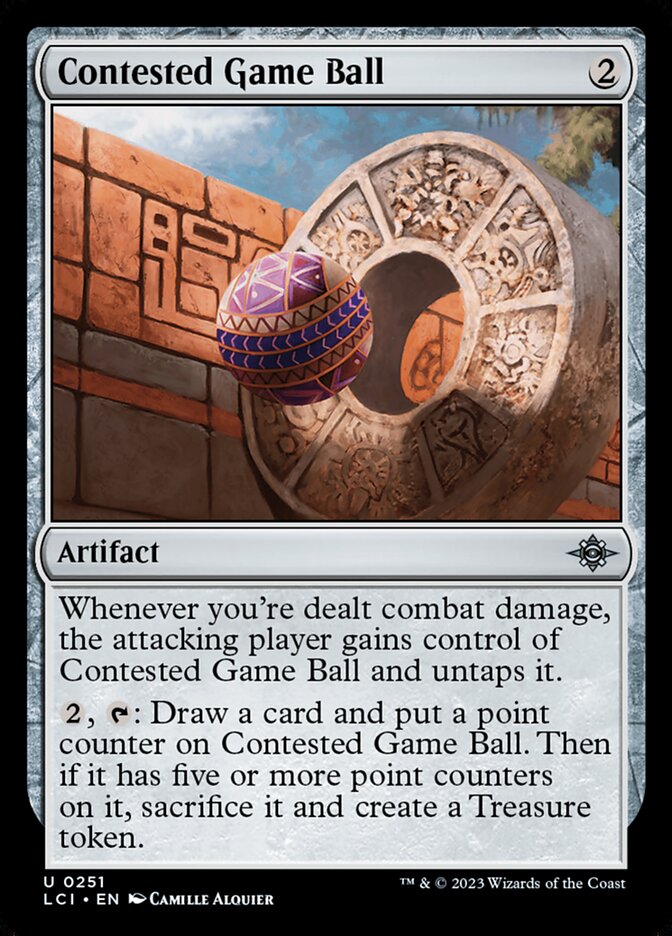 Contested Game Ball 2
Artifact
Whenever you’re dealt combat damage,
the attacking player gains control of
Contested Game Ball and untaps it.
2, : Draw a card and put a point
counter on Contested Game Ball. Then
if it has five or more point counters
on it, sacrifice it and create a Treasure
token.
U 0251
LCI • EN Camille Alquier
™ & © 2023 Wizards of the Coast